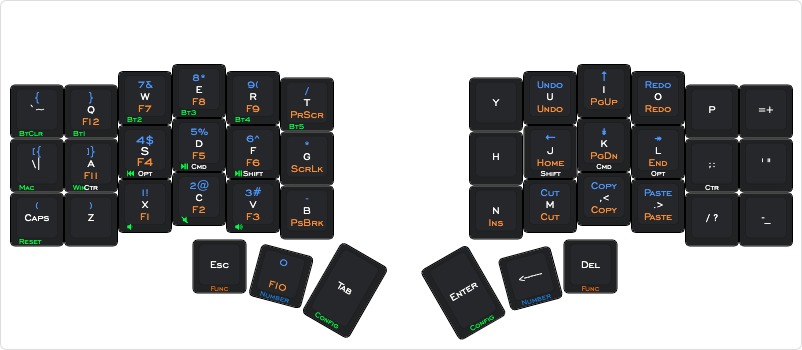 {
`~
BtClr
}
Q
F12
Bt1
7&
W
F7
Bt2
8*
E
F8
Bt3
9(
R
F9
Bt4
/
T
PrScr
Bt5
Y
Undo
U
Undo
↑
I
PgUp
Redo
O
Redo
P
=+
[{
\|
Mac
]}
A
F11
WinCtr
4$
S
F4
Opt
5%
D
F5
Cmd
6^
F
F6
Shift
*
G
ScrLk
H
←
J
Home
Shift
↡
K
PgDn
Cmd
↠
L
End
Opt
;:
Ctr
'"
(
Caps
Reset
)
Z
1!
X
F1
2@
C
F2
3#
V
F3
-
B
PsBrk
N
Ins
Cut
M
Cut
Copy
,<
Copy
Paste
.>
Paste
/?
-_
Esc
Func
0
F10
Number
Tab
Config
Enter
Config
<----
Number
Del
Func